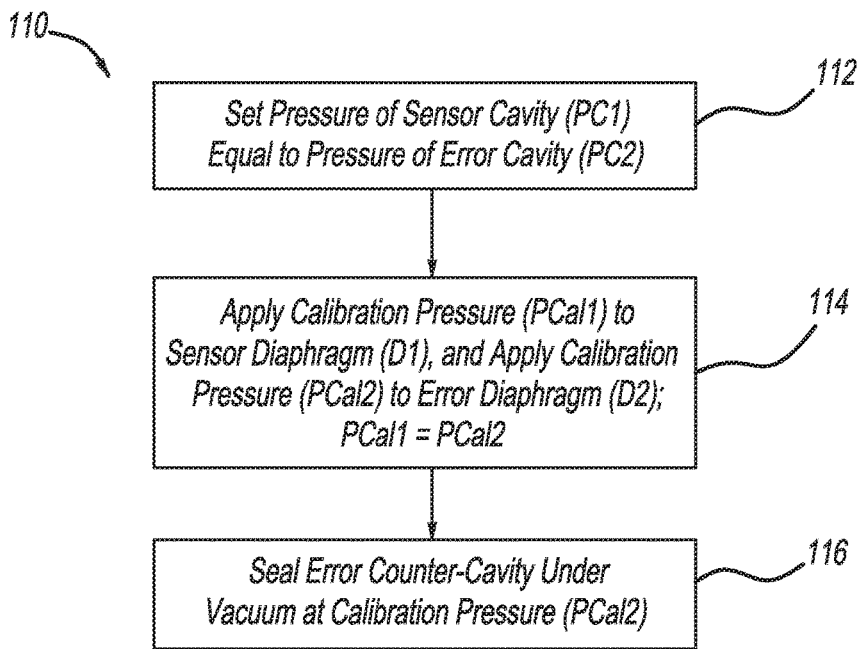 110
112
Set Pressure of Sensor Cavity (PC1)
Equal to Pressure of Error Cavity (PC2)
114
Apply Calibration Pressure (PCal1) to
Sensor Diaphragm (D1), and Apply Calibration
Pressure (PCal2) to Error Diaphragm (D2);
PCal1 = PCal2
116
Seal Error Counter-Cavity Under
Vacuum at Calibration Pressure (PCal2)